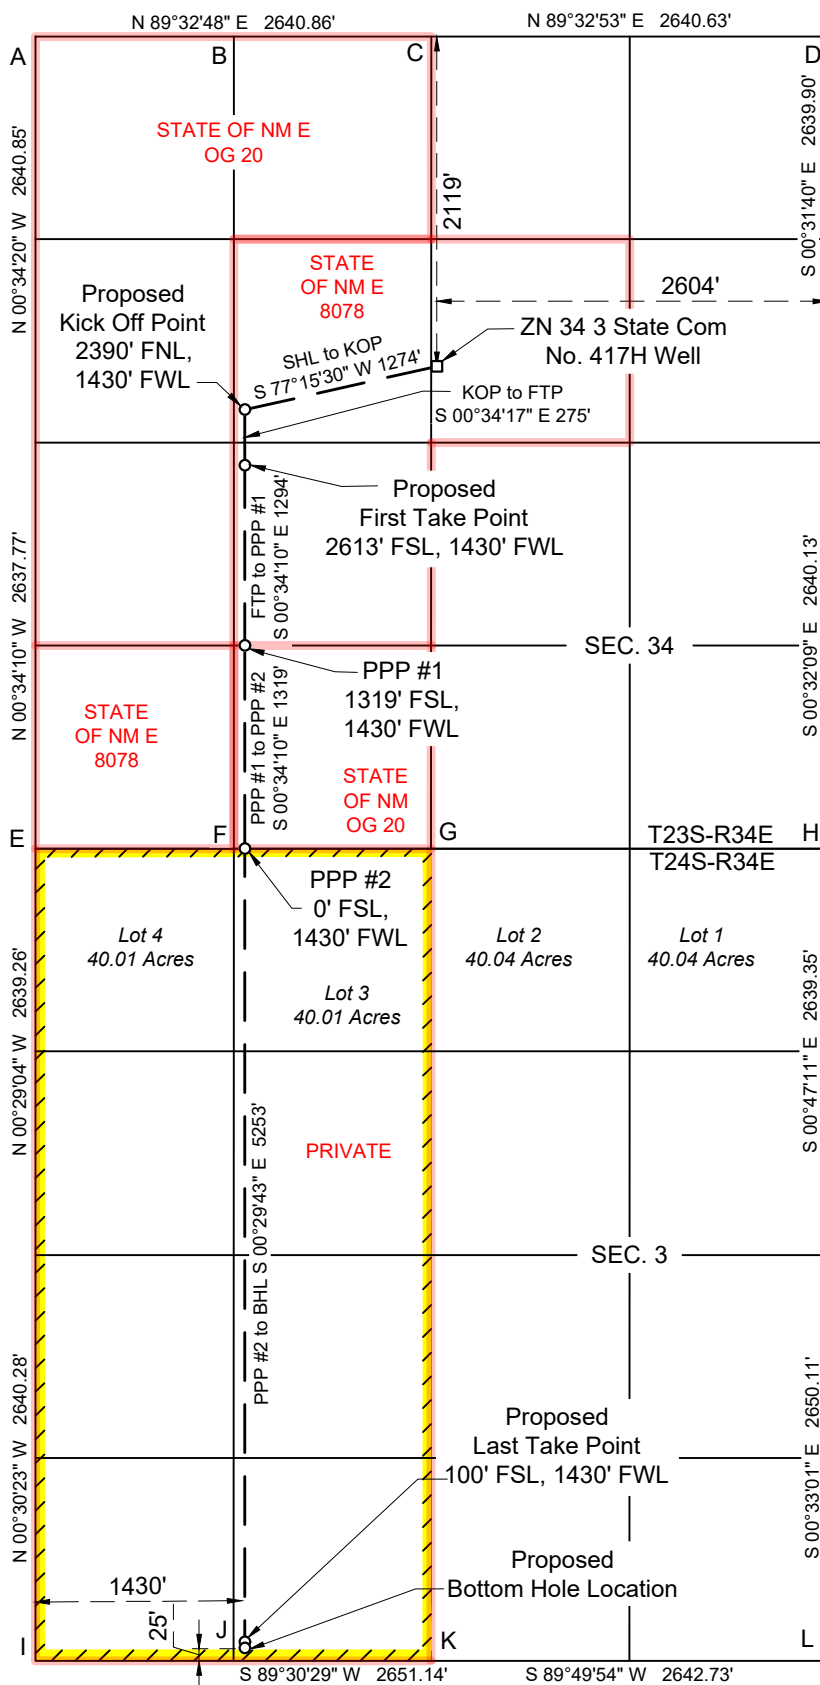 N 89°32'48" E 2640.86'
N 89°32'53" E 2640.63'
A
B
C
D
STATE OF NM E
OG 20
N 00°34'20" W 2640.85'
2119'
S 00°31'40" E 2639.90'
STATE
OF NM E
8078
Proposed
Kick Off Point
2390' FNL,
1430' FWL
2604'
ZN 34 3 State Com
No. 417H Well
SHL to KOP
S 77°15'30" W 1274'
KOP to FTP
S 00°34'17" E 275'
Proposed
First Take Point
2613' FSL, 1430' FWL
FTP to PPP #1
S 00°34'10" E 1294'
N 00°34'10" W 2637.77'
S 00°32'09" E 2640.13'
SEC. 34
PPP #1
1319' FSL,
1430' FWL
PPP #1 to PPP #2
S 00°34'10" E 1319'
STATE
OF NM E
8078
STATE
OF NM
OG 20
E
F
G
H
T23S-R34E
T24S-R34E
PPP #2
0' FSL,
1430' FWL
Lot 4
40.01 Acres
Lot 3
40.01 Acres
Lot 2
40.04 Acres
Lot 1
40.04 Acres
N 00°29'04" W 2639.26'
S 00°47'11" E 2639.35'
PRIVATE
PPP #2 to BHL S 00°29'43" E 5253'
SEC. 3
N 00°30'23" W 2640.28'
S 00°33'01" E 2650.11'
Proposed
Last Take Point
100' FSL, 1430' FWL
Proposed
Bottom Hole Location
1430'
25'
I
J
K
L
S 89°30'29" W 2651.14'
S 89°49'54" W 2642.73'